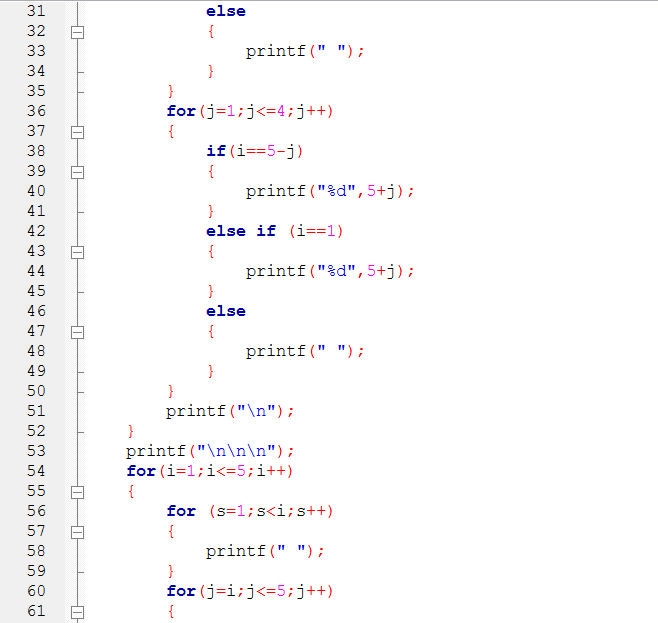 31 else
32 {
33 printf(" ");
34 }
35 }
36 for(j=1;j<=4;j++)
37 {
38 if(i==5-j)
39 {
40 printf("%d",5+j);
41 }
42 else if (i==1)
43 {
44 printf("%d",5+j);
45 }
46 else
47 {
48 printf(" ");
49 }
50 }
51 printf("\n");
52 }
53 printf("\n\n\n");
54 for(i=1;i<=5;i++)
55 {
56 for (s=1;s<i;s++)
57 {
58 printf(" ");
59 }
60 for(j=i;j<=5;j++)
61 {